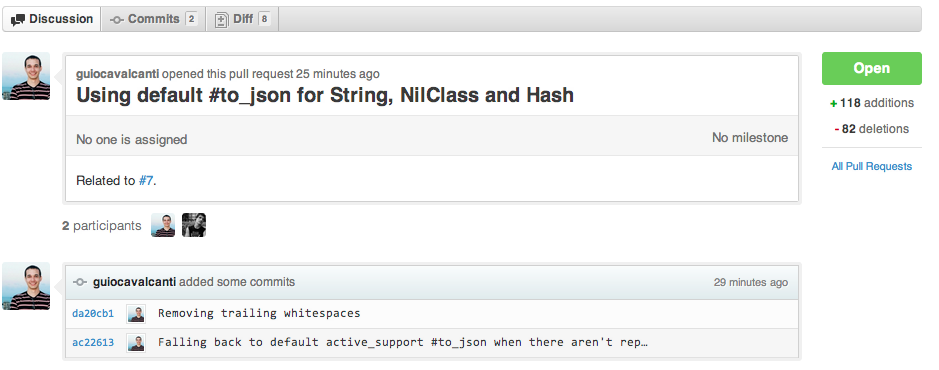 Discussion Commits 2 Diff 8
guiocavalcanti opened this pull request 25 minutes ago
Open
Using default #to_json for String, NilClass and Hash
+ 118 additions
- 82 deletions
No one is assigned No milestone
All Pull Requests
Related to #7.
2 participants
guiocavalcanti added some commits 29 minutes ago
da20cb1 Removing trailing whitespaces
ac22613 Falling back to default active_support #to_json when there aren't rep…